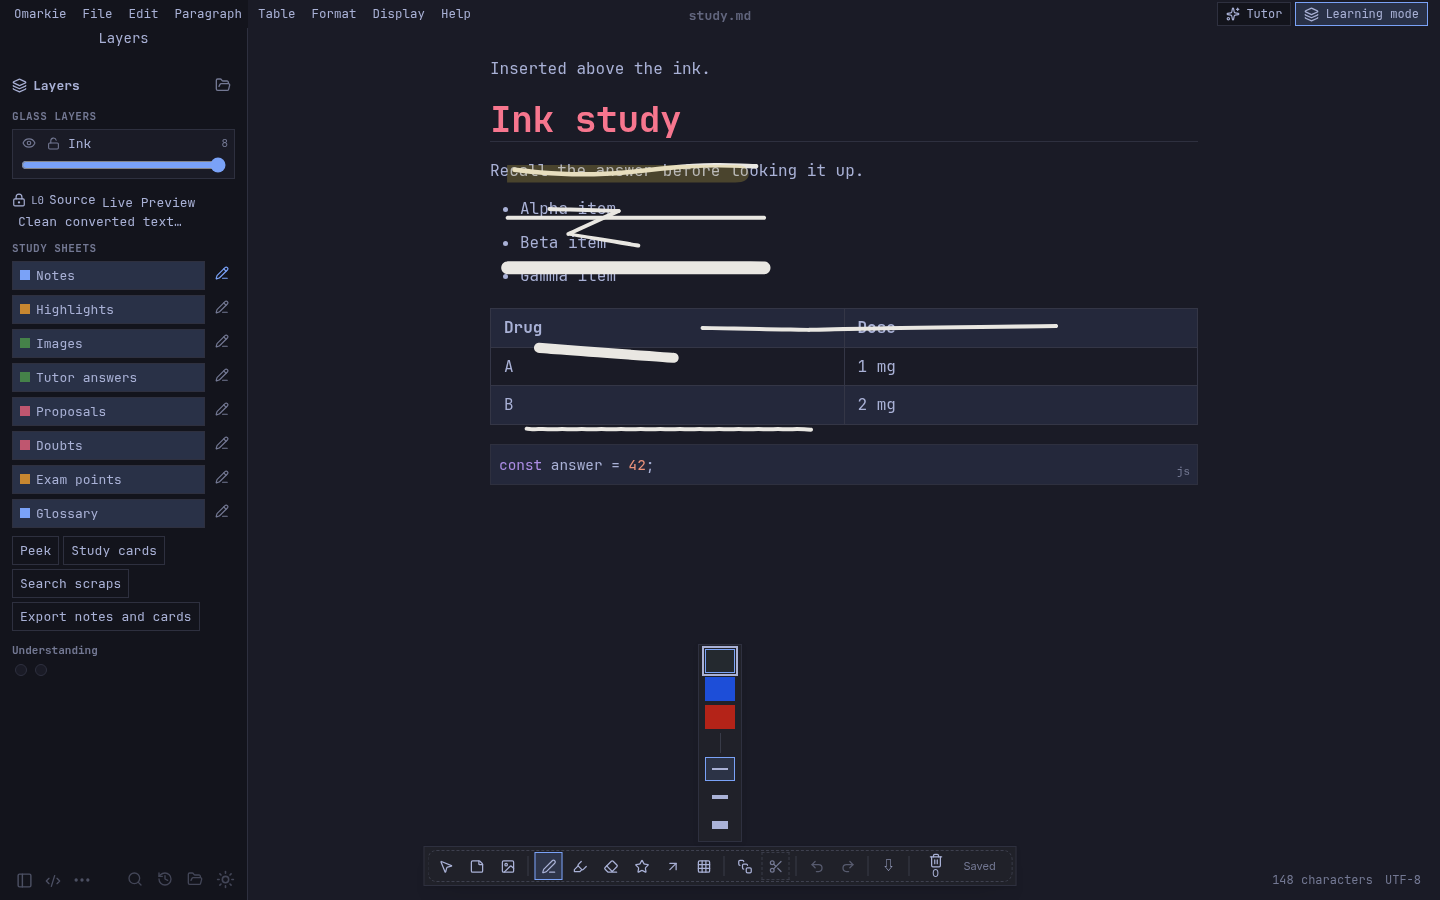 Omarkie File Edit Paragraph Table Format Display Help
study.md
Tutor
Learning mode
Layers
Layers
GLASS LAYERS
Ink 8
L0 Source Live Preview
Clean converted text…
STUDY SHEETS
Notes
Highlights
Images
Tutor answers
Proposals
Doubts
Exam points
Glossary
Peek Study cards
Search scraps
Export notes and cards
Understanding
Inserted above the ink.
Ink study
Recall the answer before looking it up.
Alpha item
Beta item
Gamma item
Drug Dose
A 1 mg
B 2 mg
const answer = 42;
js
0
Saved
148 characters UTF-8